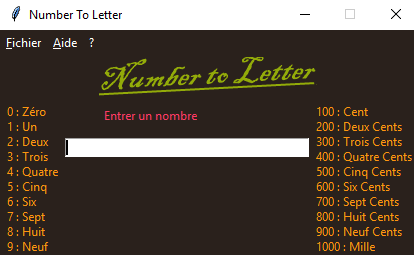 Number To Letter
Fichier Aide ?
Number to Letter
Entrer un nombre
0 : Zéro
1 : Un
2 : Deux
3 : Trois
4 : Quatre
5 : Cinq
6 : Six
7 : Sept
8 : Huit
9 : Neuf
100 : Cent
200 : Deux Cents
300 : Trois Cents
400 : Quatre Cents
500 : Cinq Cents
600 : Six Cents
700 : Sept Cents
800 : Huit Cents
900 : Neuf Cents
1000 : Mille